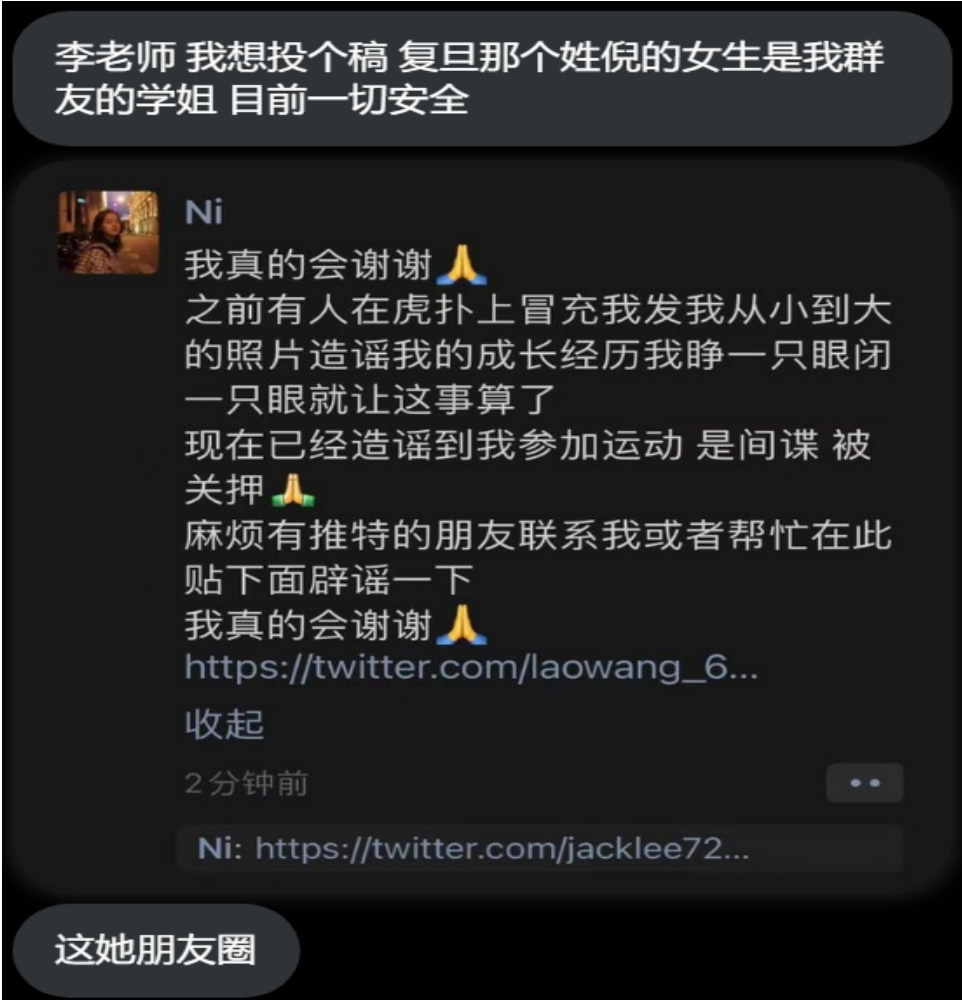 李老师 我想投个稿 复旦那个姓倪的女生是我群
友的学姐 目前一切安全
Ni
我真的会谢谢🙏
之前有人在虎扑上冒充我发我从小到大
的照片造谣我的成长经历我睁一只眼闭
一只眼就让这事算了
现在已经造谣到我参加运动 是间谍 被
关押🙏
麻烦有推特的朋友联系我或者帮忙在此
贴下面辟谣一下
我真的会谢谢🙏
https://twitter.com/laowang_6...
收起
2分钟前
Ni: https://twitter.com/jacklee72...
这她朋友圈